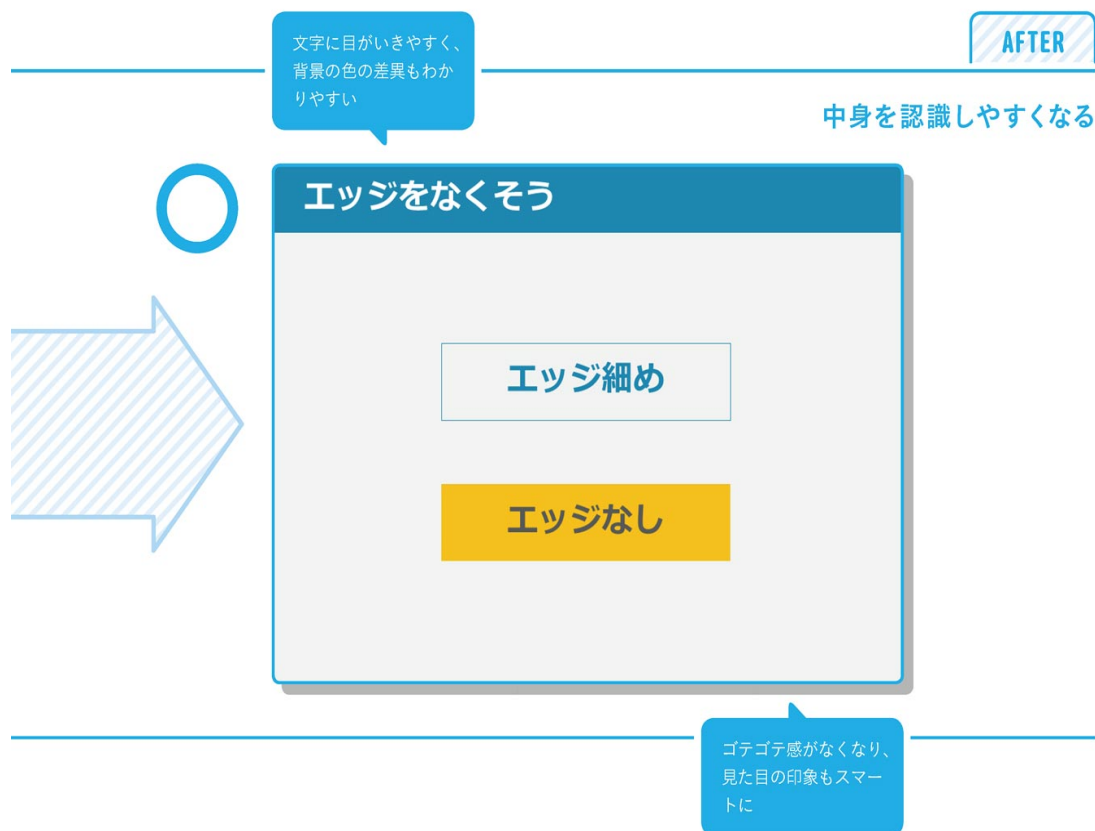 文字に目がいきやすく、
背景の色の差異もわか
りやすい
AFTER
中身を認識しやすくなる
エッジをなくそう
エッジ細め
エッジなし
ゴテゴテ感がなくなり、
見た目の印象もスマー
トに